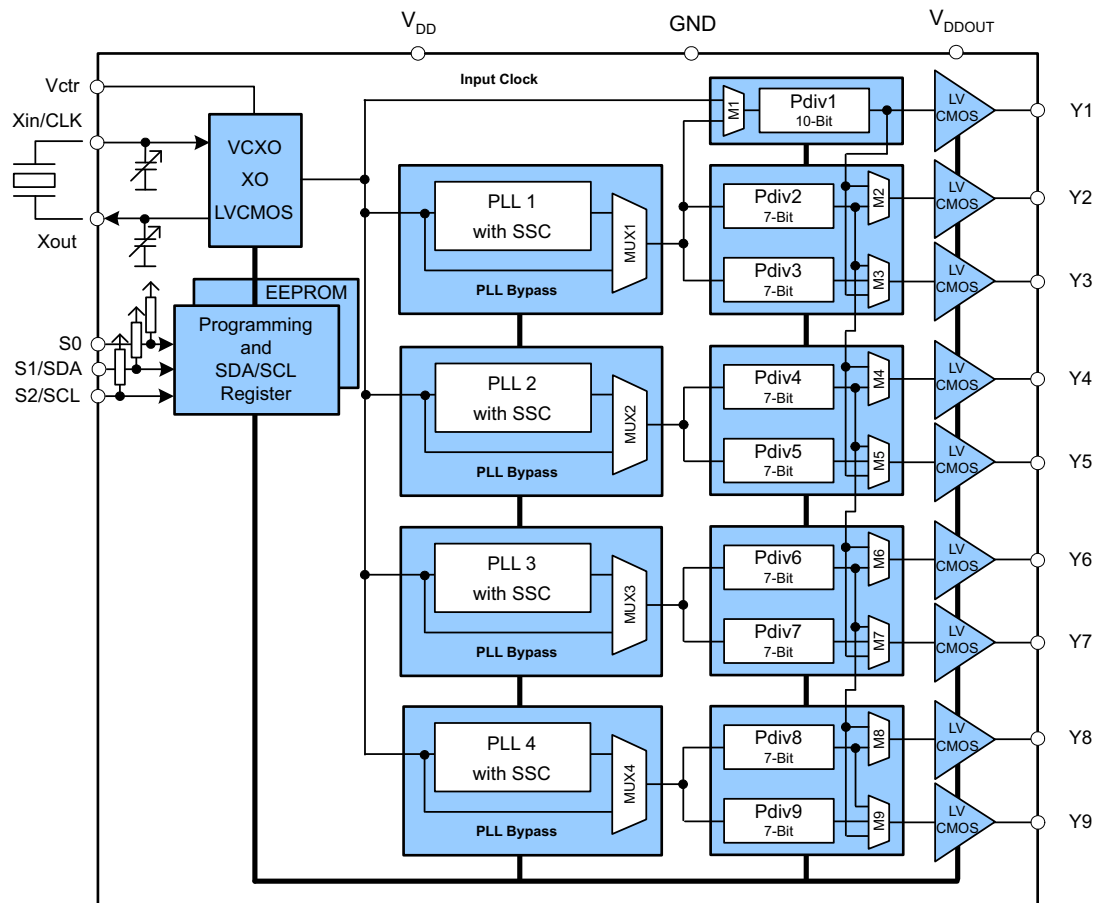 V_DD
GND
V_DDOUT
Vctr
Xin/CLK
Xout
S0
S1/SDA
S2/SCL
VCXO
XO
LVCMOS
EEPROM
Programming
and
SDA/SCL
Register
Input Clock
M1
Pdiv1
10-Bit
LV
CMOS
Y1
PLL 1
with SSC
MUX1
PLL Bypass
Pdiv2
7-Bit
M2
LV
CMOS
Y2
Pdiv3
7-Bit
M3
LV
CMOS
Y3
PLL 2
with SSC
MUX2
PLL Bypass
Pdiv4
7-Bit
M4
LV
CMOS
Y4
Pdiv5
7-Bit
M5
LV
CMOS
Y5
PLL 3
with SSC
MUX3
PLL Bypass
Pdiv6
7-Bit
M6
LV
CMOS
Y6
Pdiv7
7-Bit
M7
LV
CMOS
Y7
PLL 4
with SSC
MUX4
PLL Bypass
Pdiv8
7-Bit
M8
LV
CMOS
Y8
Pdiv9
7-Bit
M9
LV
CMOS
Y9